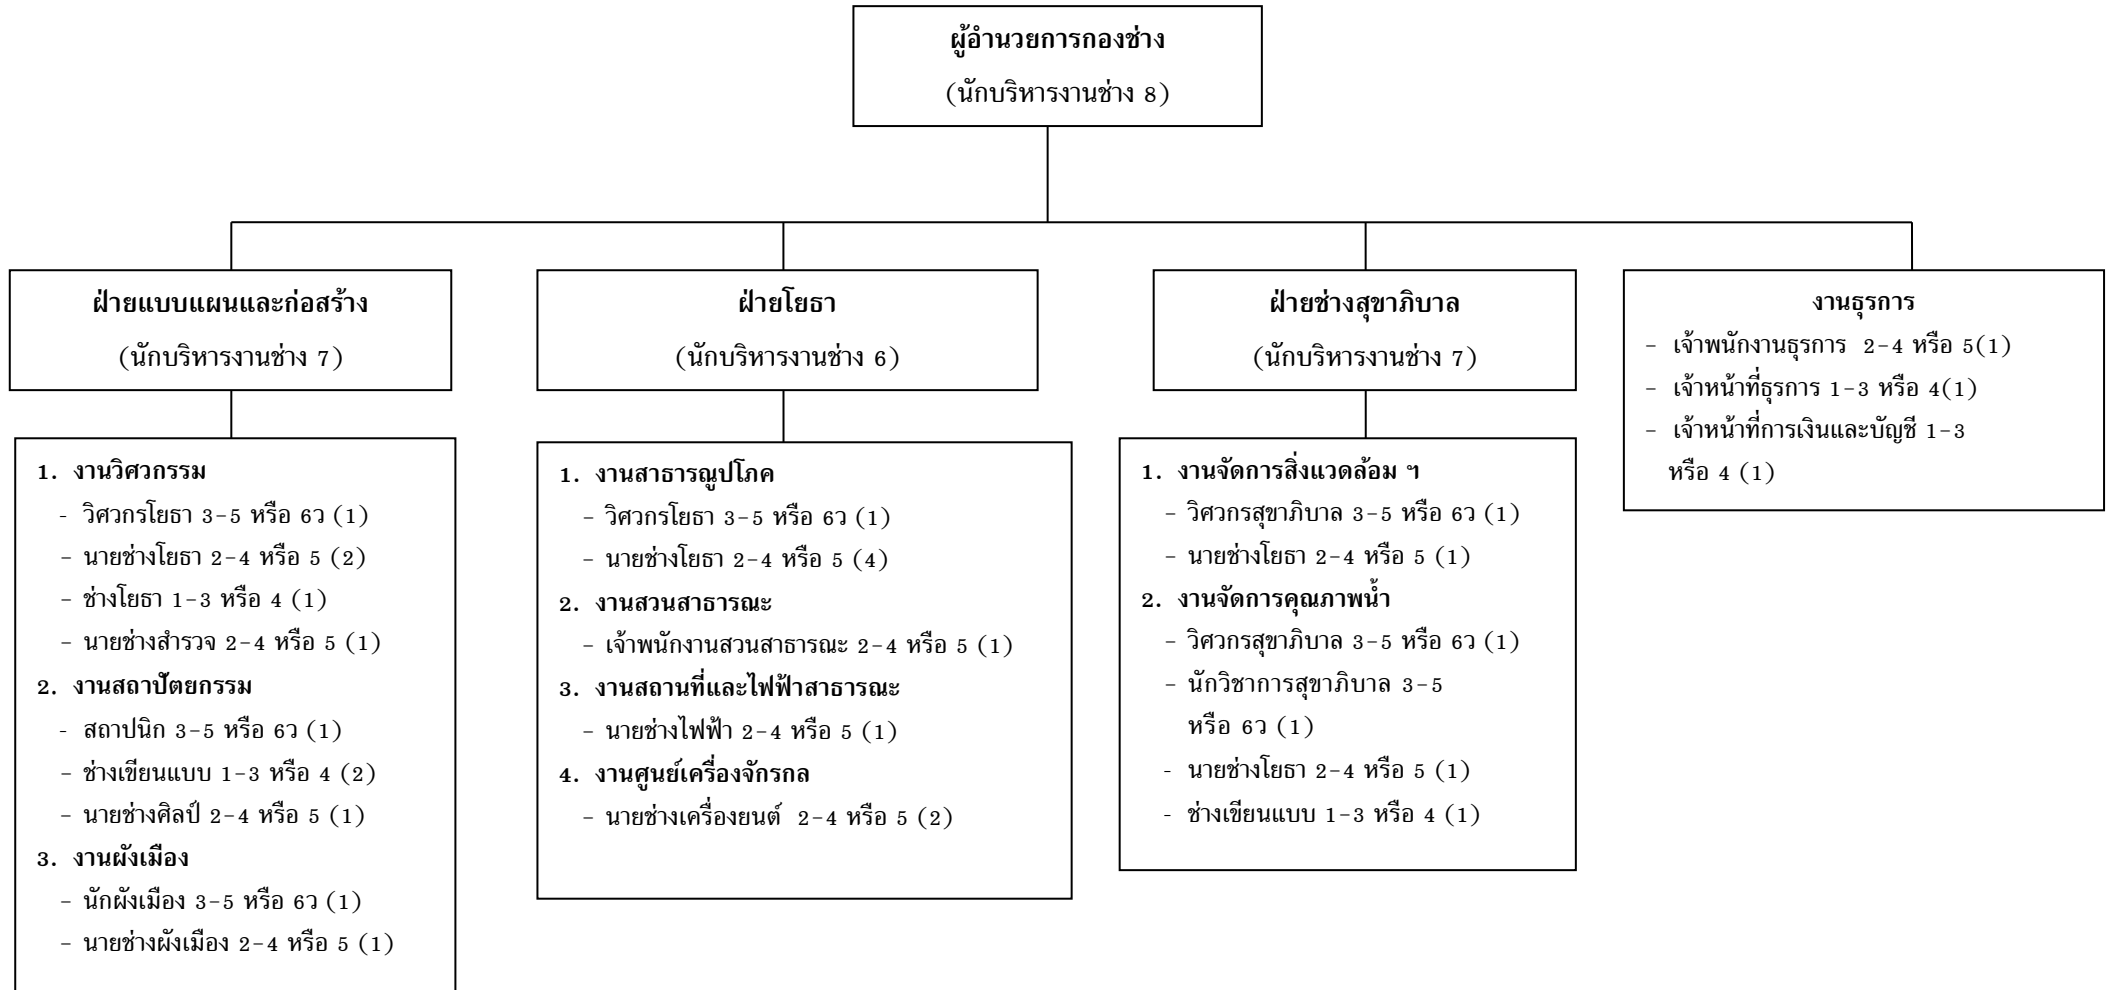 ผู้อำนวยการกองช่าง
(นักบริหารงานช่าง 8)
ฝ่ายแบบแผนและก่อสร้าง
(นักบริหารงานช่าง 7)
1. งานวิศวกรรม
- วิศวกรโยธา 3-5 หรือ 6ว (1)
- นายช่างโยธา 2-4 หรือ 5 (2)
- ช่างโยธา 1-3 หรือ 4 (1)
- นายช่างสำรวจ 2-4 หรือ 5 (1)
2. งานสถาปัตยกรรม
- สถาปนิก 3-5 หรือ 6ว (1)
- ช่างเขียนแบบ 1-3 หรือ 4 (2)
- นายช่างศิลป์ 2-4 หรือ 5 (1)
3. งานผังเมือง
- นักผังเมือง 3-5 หรือ 6ว (1)
- นายช่างผังเมือง 2-4 หรือ 5 (1)
ฝ่ายโยธา
(นักบริหารงานช่าง 6)
1. งานสาธารณูปโภค
- วิศวกรโยธา 3-5 หรือ 6ว (1)
- นายช่างโยธา 2-4 หรือ 5 (4)
2. งานสวนสาธารณะ
- เจ้าพนักงานสวนสาธารณะ 2-4 หรือ 5 (1)
3. งานสถานที่และไฟฟ้าสาธารณะ
- นายช่างไฟฟ้า 2-4 หรือ 5 (1)
4. งานศูนย์เครื่องจักรกล
- นายช่างเครื่องยนต์ 2-4 หรือ 5 (2)
ฝ่ายช่างสุขาภิบาล
(นักบริหารงานช่าง 7)
1. งานจัดการสิ่งแวดล้อม ฯ
- วิศวกรสุขาภิบาล 3-5 หรือ 6ว (1)
- นายช่างโยธา 2-4 หรือ 5 (1)
2. งานจัดการคุณภาพน้ำ
- วิศวกรสุขาภิบาล 3-5 หรือ 6ว (1)
- นักวิชาการสุขาภิบาล 3-5
หรือ 6ว (1)
- นายช่างโยธา 2-4 หรือ 5 (1)
- ช่างเขียนแบบ 1-3 หรือ 4 (1)
งานธุรการ
- เจ้าพนักงานธุรการ 2-4 หรือ 5(1)
- เจ้าหน้าที่ธุรการ 1-3 หรือ 4(1)
- เจ้าหน้าที่การเงินและบัญชี 1-3
หรือ 4 (1)